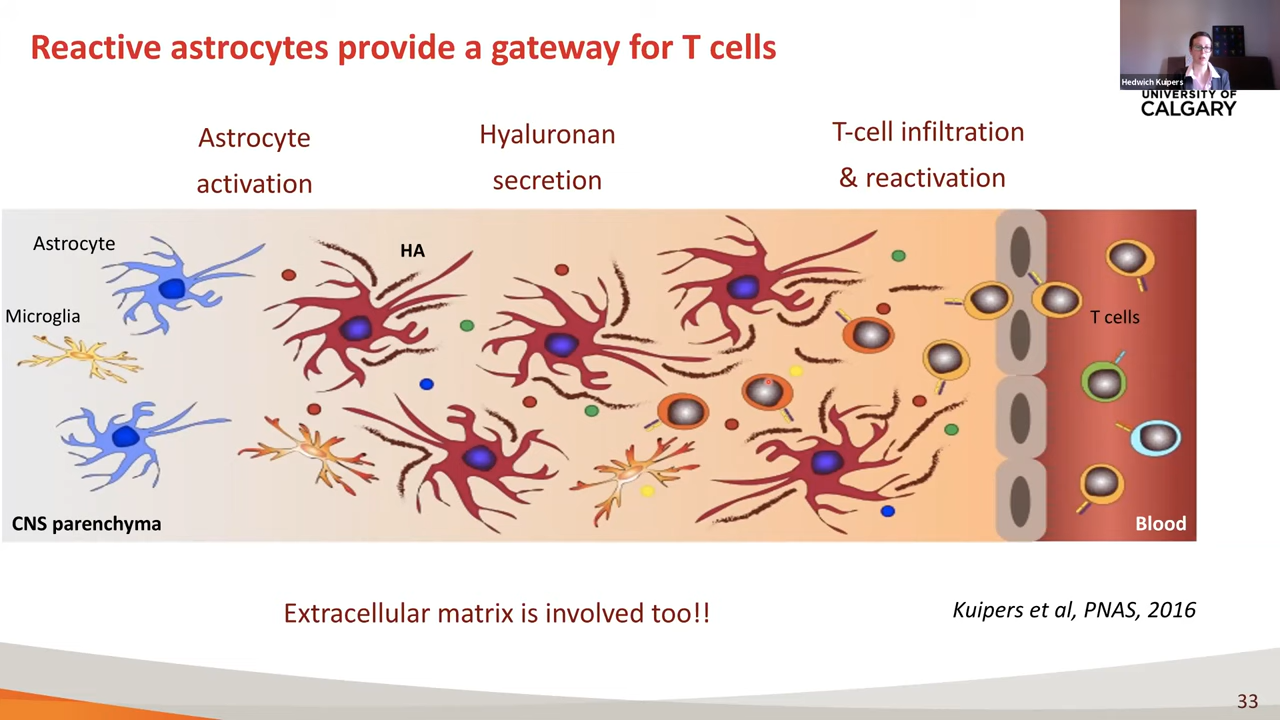 Reactive astrocytes provide a gateway for T cells
Hedwich Kuipers
UNIVERSITY OF
CALGARY
Astrocyte
activation
Hyaluronan
secretion
T-cell infiltration
& reactivation
Astrocyte
HA
Microglia
T cells
CNS parenchyma
Blood
Extracellular matrix is involved too!!
Kuipers et al, PNAS, 2016
33